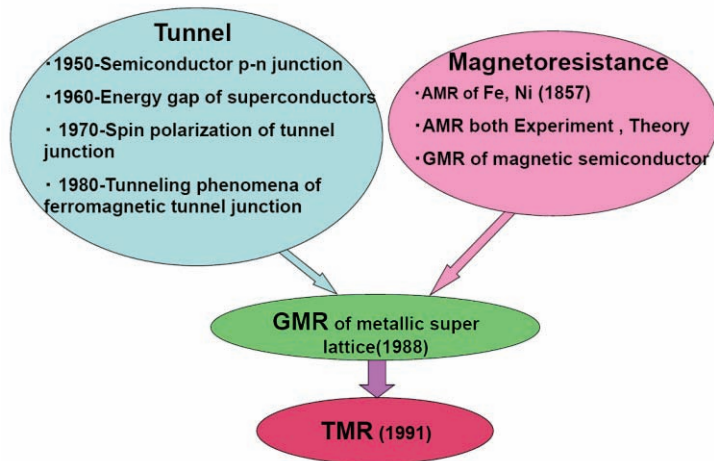 Tunnel
・1950-Semiconductor p-n junction
・1960-Energy gap of superconductors
・1970-Spin polarization of tunnel
junction
・1980-Tunneling phenomena of
ferromagnetic tunnel junction
Magnetoresistance
・AMR of Fe, Ni (1857)
・AMR both Experiment , Theory
・GMR of magnetic semiconductor
GMR of metallic super
lattice(1988)
TMR (1991)